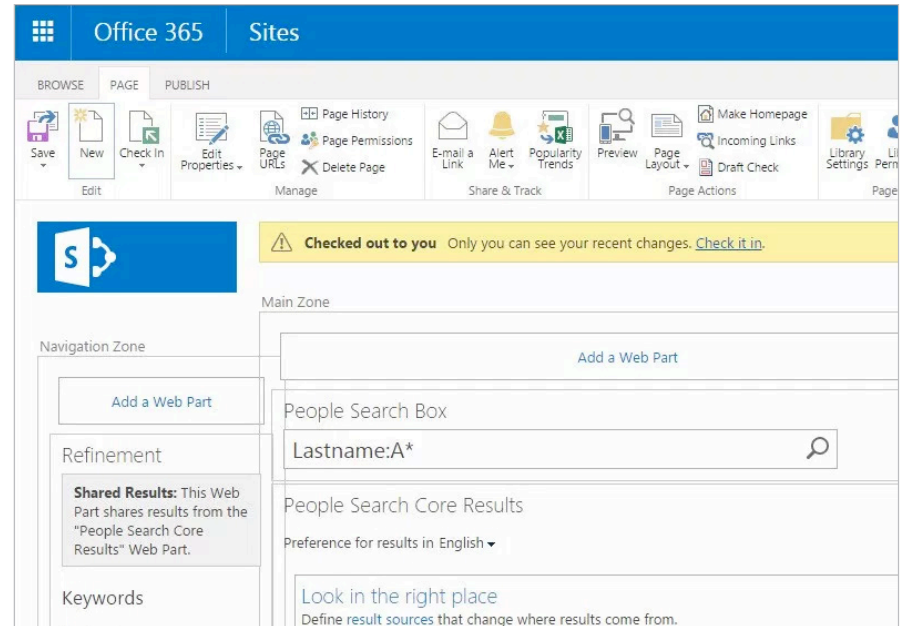 Office 365 Sites
BROWSE PAGE PUBLISH
Save
New
Check In
Edit
Properties
Edit
Page
URLs
Page History
Page Permissions
Delete Page
Manage
E-mail a
Link
Alert
Me
Popularity
Trends
Share & Track
Preview
Page
Layout
Make Homepage
Incoming Links
Draft Check
Page Actions
Library
Settings
Li
Perm
Page
S
Checked out to you Only you can see your recent changes. Check it in.
Main Zone
Navigation Zone
Add a Web Part
Add a Web Part
People Search Box
Lastname:A*
Refinement
Shared Results: This Web
Part shares results from the
"People Search Core
Results" Web Part.
People Search Core Results
Preference for results in English
Keywords
Look in the right place
Define result sources that change where results come from.